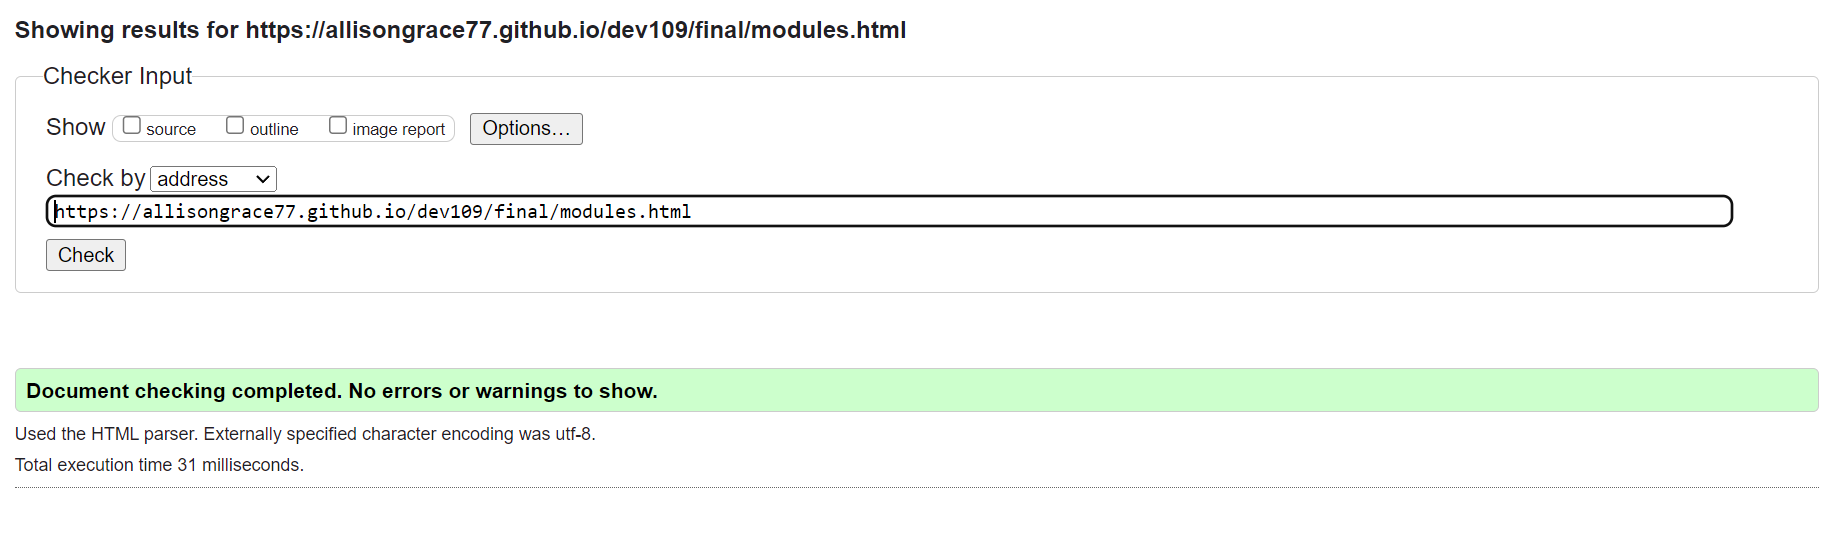 Showing results for https://allisongrace77.github.io/dev109/final/modules.html
Checker Input
Show source outline image report Options...
Check by address
https://allisongrace77.github.io/dev109/final/modules.html
Check
Document checking completed. No errors or warnings to show.
Used the HTML parser. Externally specified character encoding was utf-8.
Total execution time 31 milliseconds.